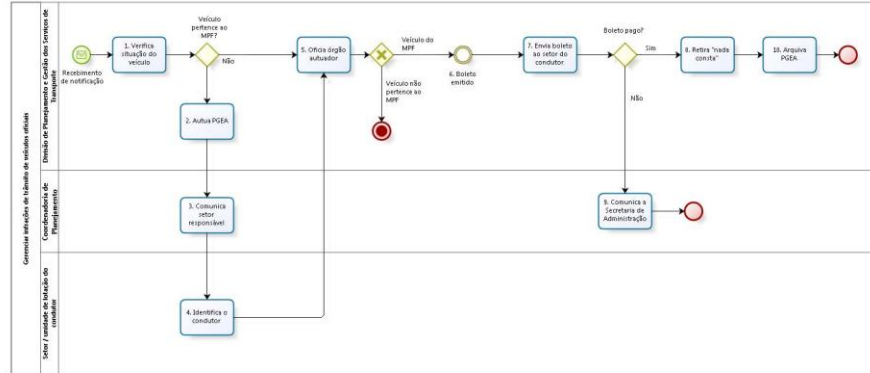 Gerenciar infrações de trânsito de veículos oficiais
Divisão de Planejamento e Gestão dos Serviços de
Transporte
Recebimento
de notificação
1. Verifica
situação do
veículo
Veículo
pertence ao
MPF?
Não
2. Autua PGEA
5. Oficia órgão
autuador
Veículo do
MPF
Veículo não
pertence ao
MPF
6. Boleto
emitido
7. Envia boleto
ao setor do
condutor
Boleto pago?
Sim
Não
8. Retira "nada
consta"
10. Arquiva
PGEA
Coordenadoria de
Planejamento
3. Comunica
setor
responsável
9. Comunica a
Secretaria de
Administração
Setor / unidade de lotação do
condutor
4. Identifica o
condutor